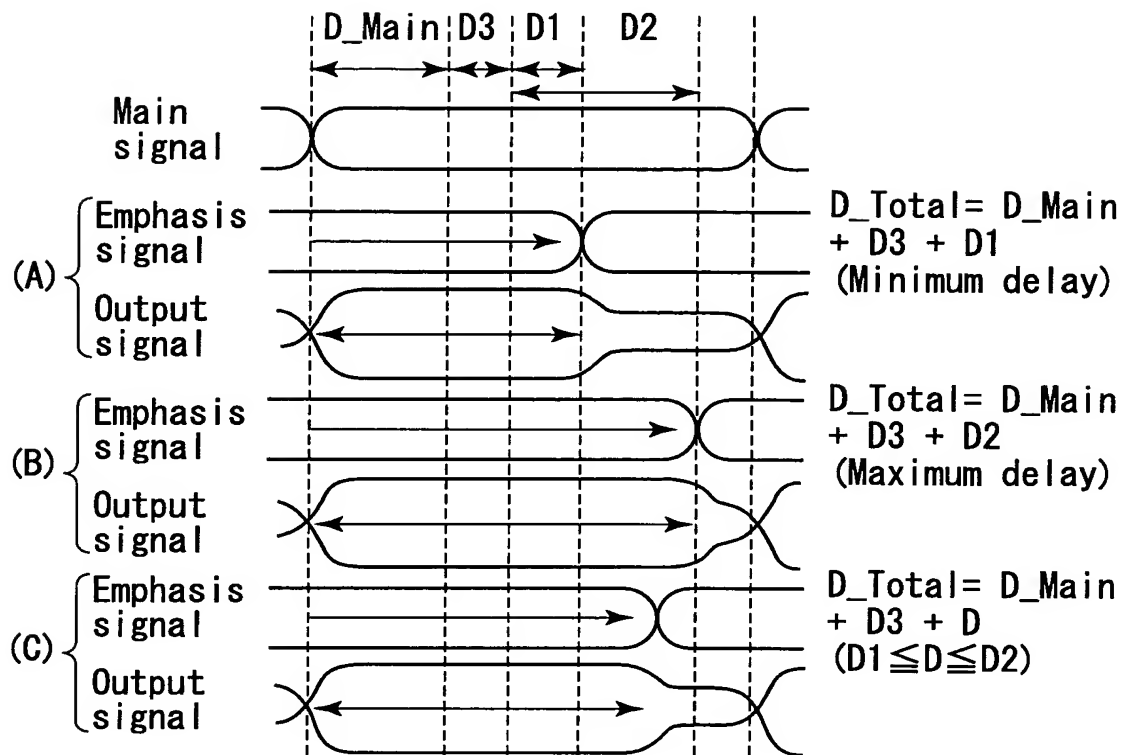 D_Main D3 D1 D2
Main
signal
(A)
Emphasis
signal
D_Total= D_Main
+ D3 + D1
(Minimum delay)
Output
signal
(B)
Emphasis
signal
D_Total= D_Main
+ D3 + D2
(Maximum delay)
Output
signal
(C)
Emphasis
signal
D_Total= D_Main
+ D3 + D
(D1≦D≦D2)
Output
signal